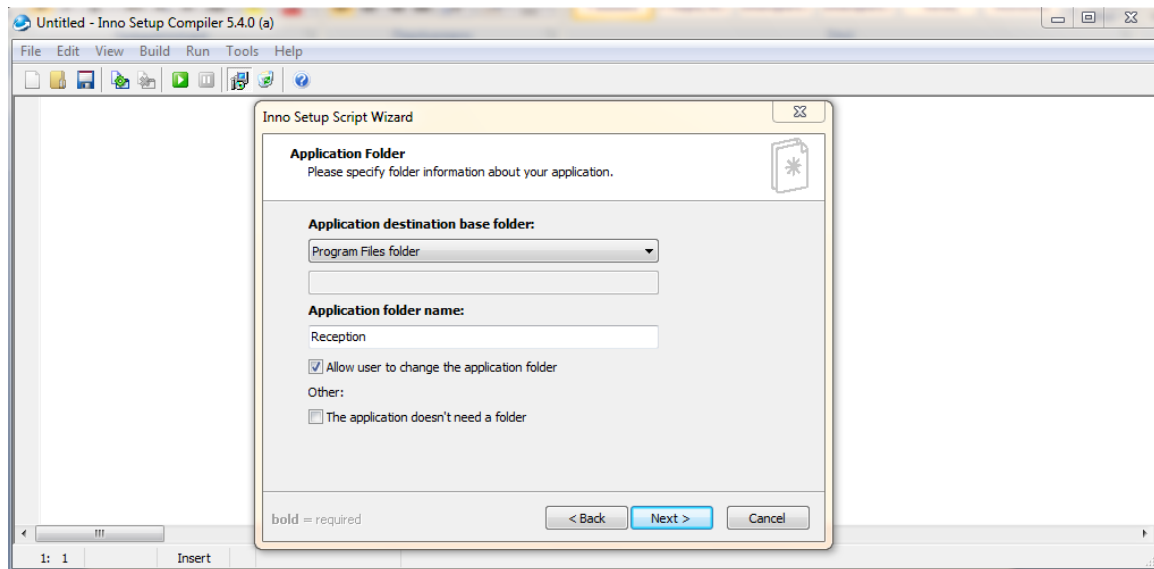 Untitled - Inno Setup Compiler 5.4.0 (a)
File Edit View Build Run Tools Help
Inno Setup Script Wizard
Application Folder
Please specify folder information about your application.
Application destination base folder:
Program Files folder
Application folder name:
Reception
Allow user to change the application folder
Other:
The application doesn't need a folder
bold = required
< Back Next > Cancel
1: 1 Insert